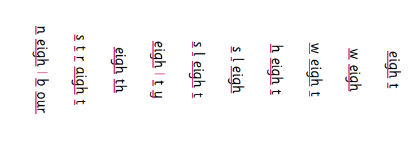 eigh t
w eigh
w eigh t
h eigh t
s l eigh
s l eigh t
eigh | t y
eigh th
s t r aigh t
n eigh | b our